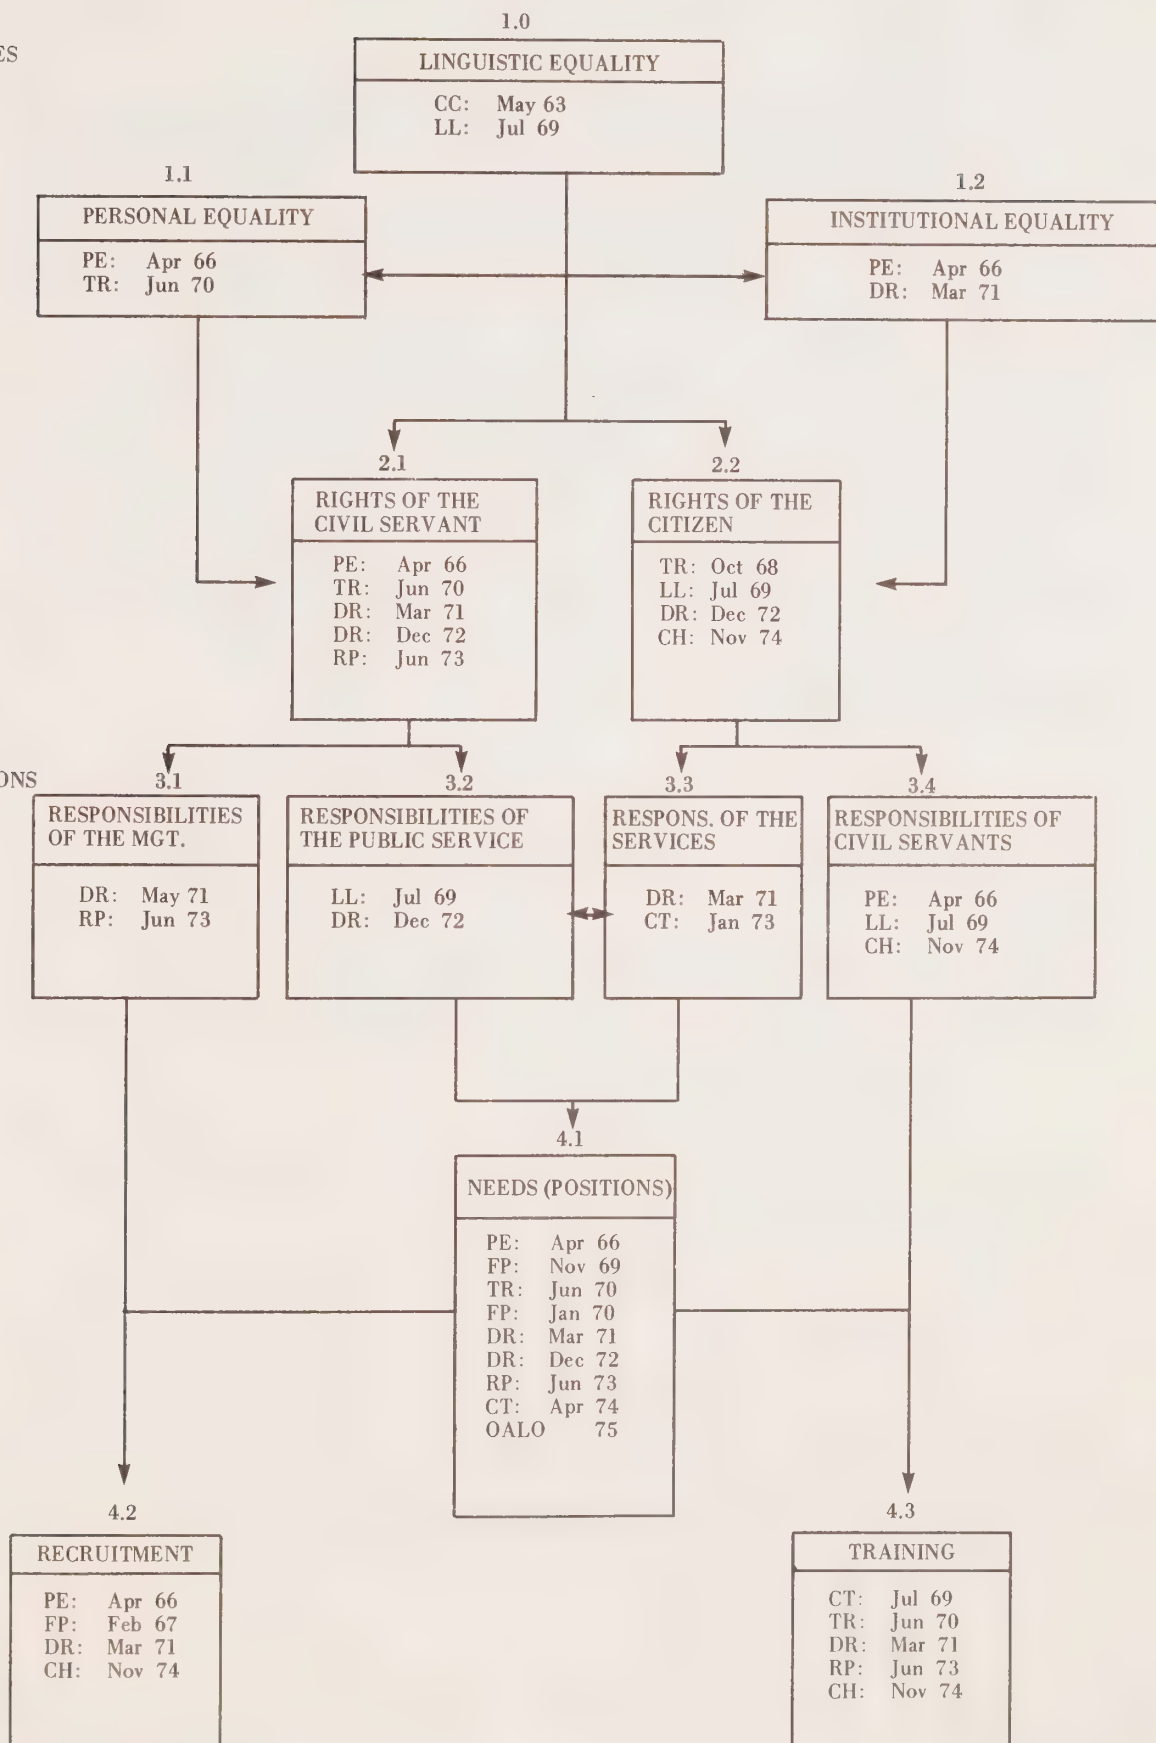 1.0
ES
LINGUISTIC EQUALITY
CC: May 63
LL: Jul 69
1.1
PERSONAL EQUALITY
PE: Apr 66
TR: Jun 70
1.2
INSTITUTIONAL EQUALITY
PE: Apr 66
DR: Mar 71
2.1
RIGHTS OF THE
CIVIL SERVANT
PE: Apr 66
TR: Jun 70
DR: Mar 71
DR: Dec 72
RP: Jun 73
2.2
RIGHTS OF THE
CITIZEN
TR: Oct 68
LL: Jul 69
DR: Dec 72
CH: Nov 74
ONS
3.1
RESPONSIBILITIES
OF THE MGT.
DR: May 71
RP: Jun 73
3.2
RESPONSIBILITIES OF
THE PUBLIC SERVICE
LL: Jul 69
DR: Dec 72
3.3
RESPONS. OF THE
SERVICES
DR: Mar 71
CT: Jan 73
3.4
RESPONSIBILITIES OF
CIVIL SERVANTS
PE: Apr 66
LL: Jul 69
CH: Nov 74
4.1
NEEDS (POSITIONS)
PE: Apr 66
FP: Nov 69
TR: Jun 70
FP: Jan 70
DR: Mar 71
DR: Dec 72
RP: Jun 73
CT: Apr 74
OALO 75
4.2
RECRUITMENT
PE: Apr 66
FP: Feb 67
DR: Mar 71
CH: Nov 74
4.3
TRAINING
CT: Jul 69
TR: Jun 70
DR: Mar 71
RP: Jun 73
CH: Nov 74